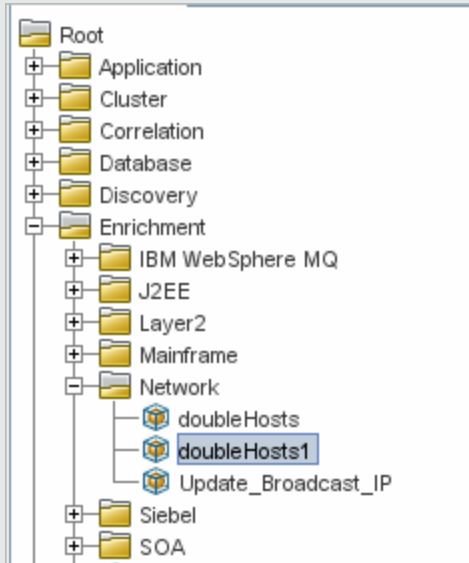 Root
Application
Cluster
Correlation
Database
Discovery
Enrichment
IBM WebSphere MQ
J2EE
Layer2
Mainframe
Network
doubleHosts
doubleHosts1
Update_Broadcast_IP
Siebel
SOA